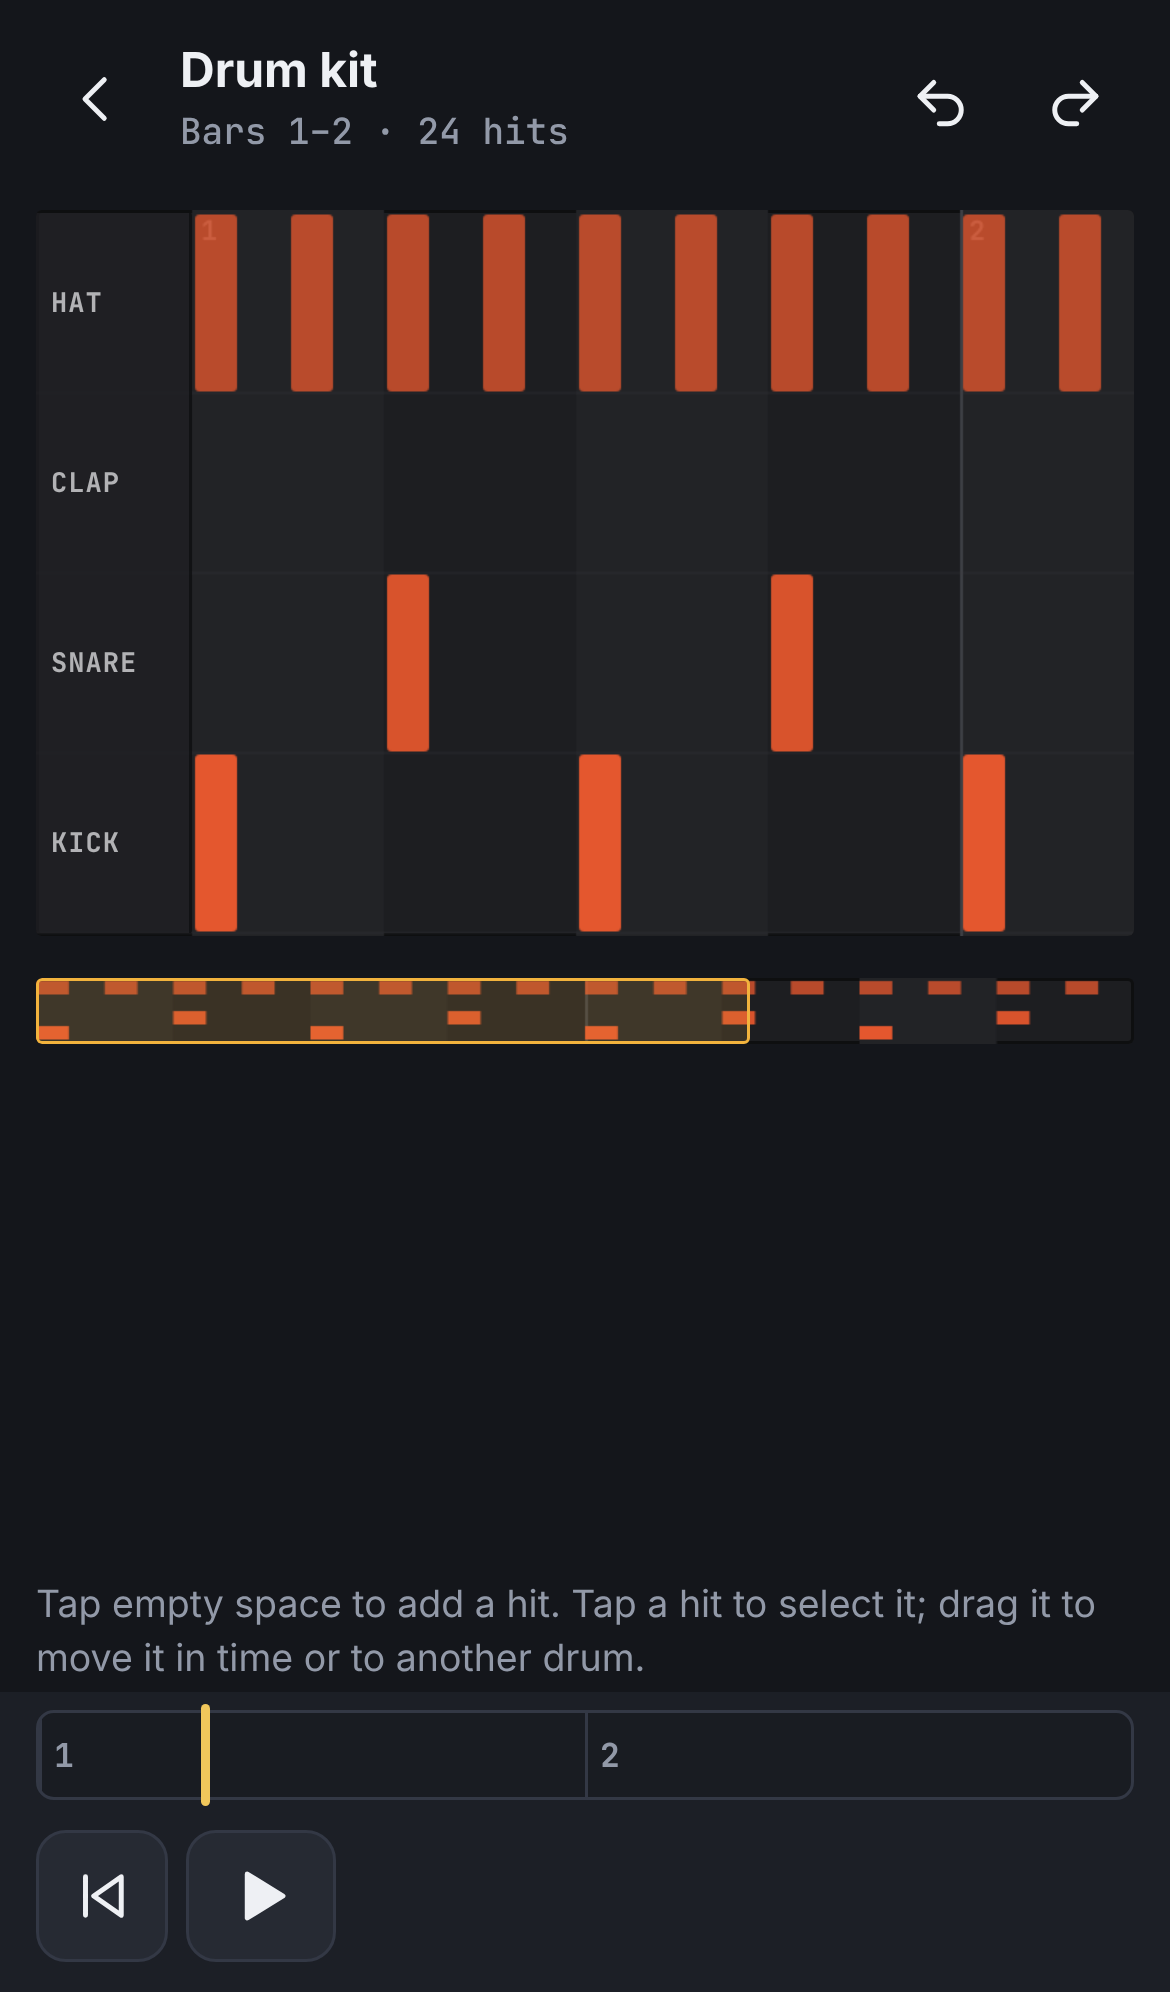 Drum kit
Bars 1–2 · 24 hits
1
2
HAT
CLAP
SNARE
KICK
Tap empty space to add a hit. Tap a hit to select it; drag it to
move it in time or to another drum.
1
2